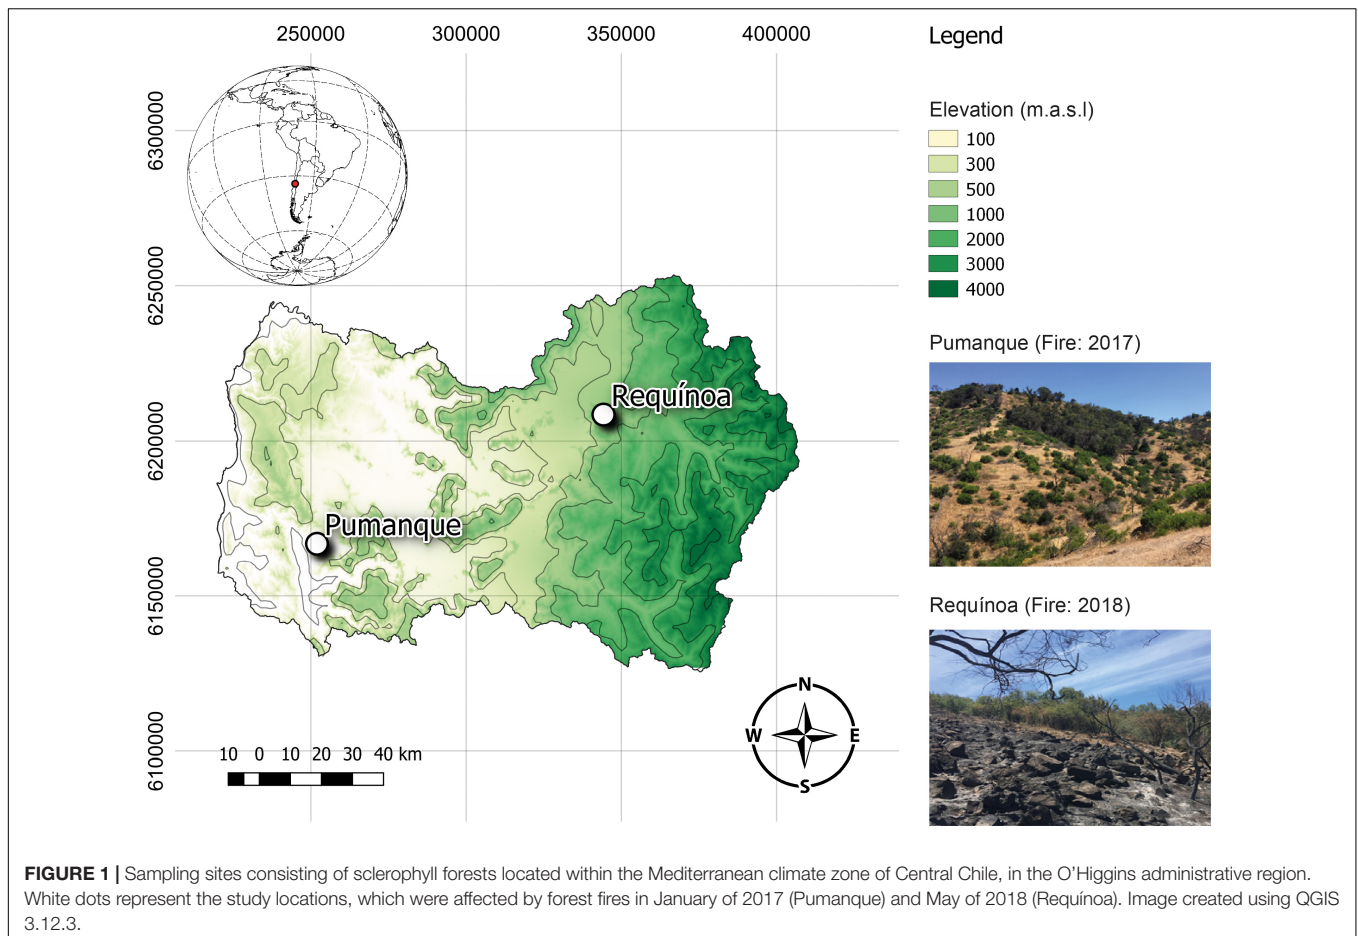 250000 300000 350000 400000
Legend
6300000
6250000
6200000
6150000
6100000
Elevation (m.a.s.l)
100
300
500
1000
2000
3000
4000
Requínoa
Pumanque
Pumanque (Fire: 2017)
Requínoa (Fire: 2018)
N
W E
S
10 0 10 20 30 40 km
FIGURE 1 | Sampling sites consisting of sclerophyll forests located within the Mediterranean climate zone of Central Chile, in the O’Higgins administrative region.
White dots represent the study locations, which were affected by forest fires in January of 2017 (Pumanque) and May of 2018 (Requínoa). Image created using QGIS
3.12.3.